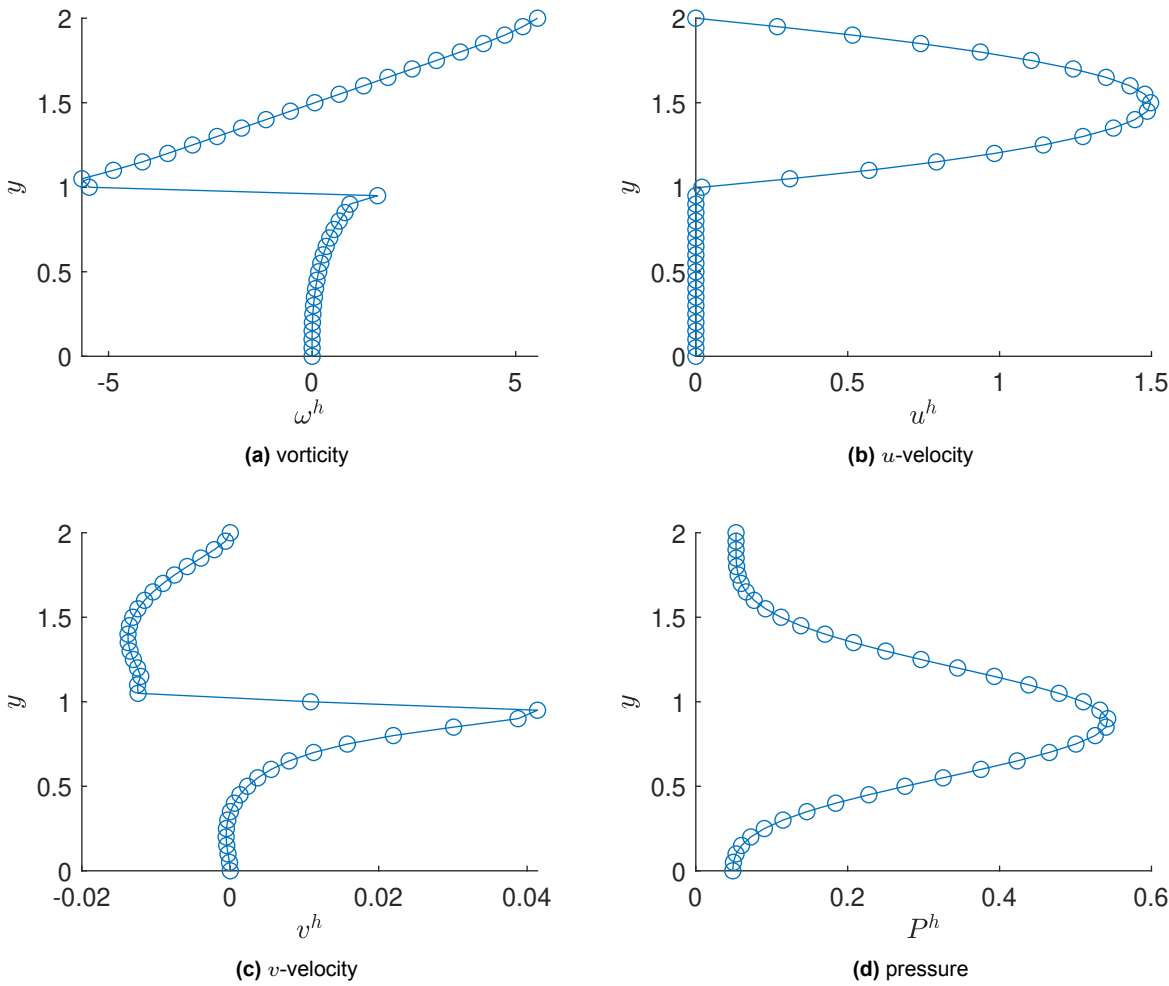 2
1.5
y
1
0.5
0
-5
0
5
ω^h
(a) vorticity
2
1.5
y
1
0.5
0
0
0.5
1
1.5
u^h
(b) u-velocity
2
1.5
y
1
0.5
0
-0.02
0
0.02
0.04
v^h
(c) v-velocity
2
1.5
y
1
0.5
0
0
0.2
0.4
0.6
P^h
(d) pressure